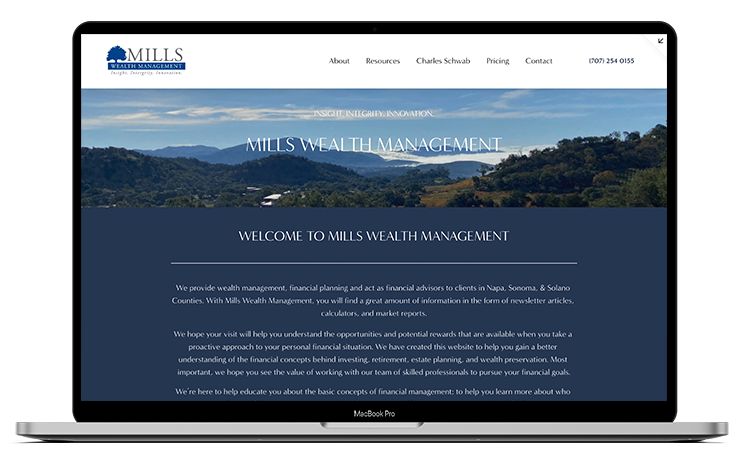 MILLS
WEALTH MANAGEMENT
Insight. Integrity. Innovation.
About Resources Charles Schwab Pricing Contact (707) 254 0155
INSIGHT. INTEGRITY. INNOVATION.
MILLS WEALTH MANAGEMENT
WELCOME TO MILLS WEALTH MANAGEMENT
We provide wealth management, financial planning and act as financial advisors to clients in Napa, Sonoma, & Solano
Counties. With Mills Wealth Management, you will find a great amount of information in the form of newsletter articles,
calculators, and market reports.
We hope your visit will help you understand the opportunities and potential rewards that are available when you take a
proactive approach to your personal financial situation. We have created this website to help you gain a better
understanding of the financial concepts behind investing, retirement, estate planning, and wealth preservation. Most
important, we hope you see the value of working with our team of skilled professionals to pursue your financial goals.
We're here to help educate you about the basic concepts of financial management; to help you learn more about who
MacBook Pro